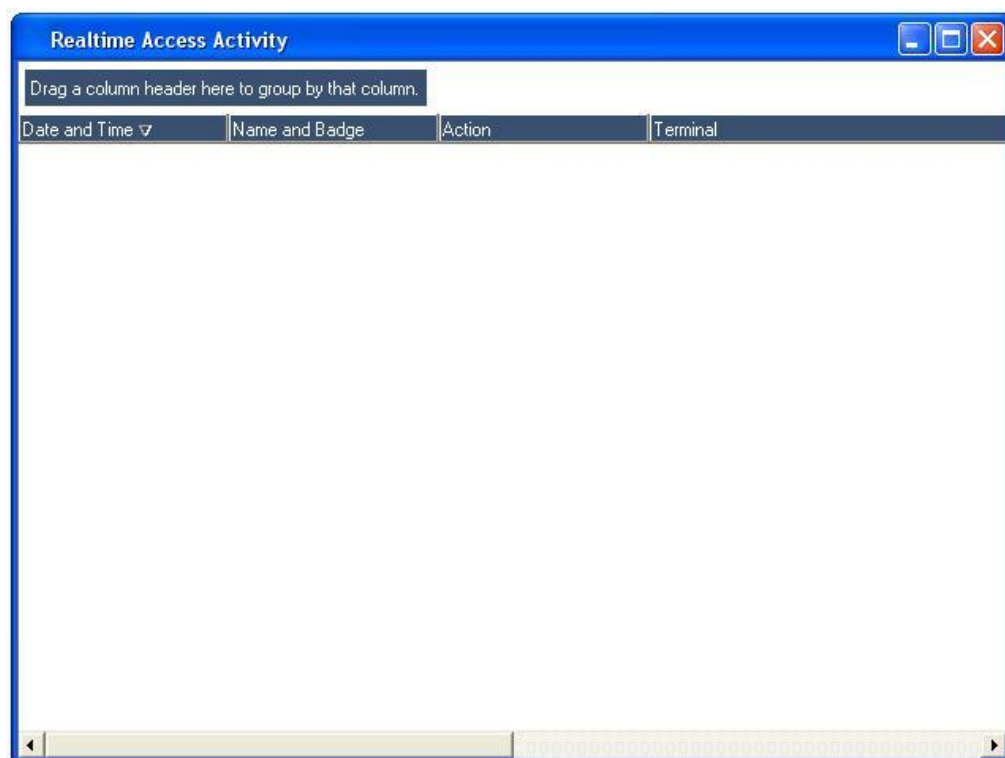 Realtime Access Activity
Drag a column header here to group by that column.
Date and Time Name and Badge Action Terminal